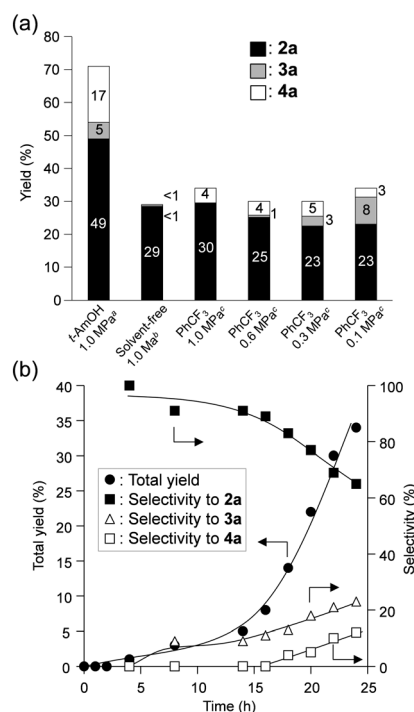 (a)
Yield (%)
80
70
60
50
40
30
20
10
0
: 2a
: 3a
: 4a
17
5
49
<1
<1
29
4
30
4
1
25
5
3
23
3
8
23
t-AmOH
1.0 MPaᵃ
Solvent-free
1.0 Maᵇ
PhCF₃
1.0 MPaᶜ
PhCF₃
0.6 MPaᶜ
PhCF₃
0.3 MPaᶜ
PhCF₃
0.1 MPaᶜ
(b)
Total yield (%)
40
35
30
25
20
15
10
5
0
: Total yield
: Selectivity to 2a
: Selectivity to 3a
: Selectivity to 4a
100
80
60
40
20
0
Selectivity (%)
0 5 10 15 20 25
Time (h)